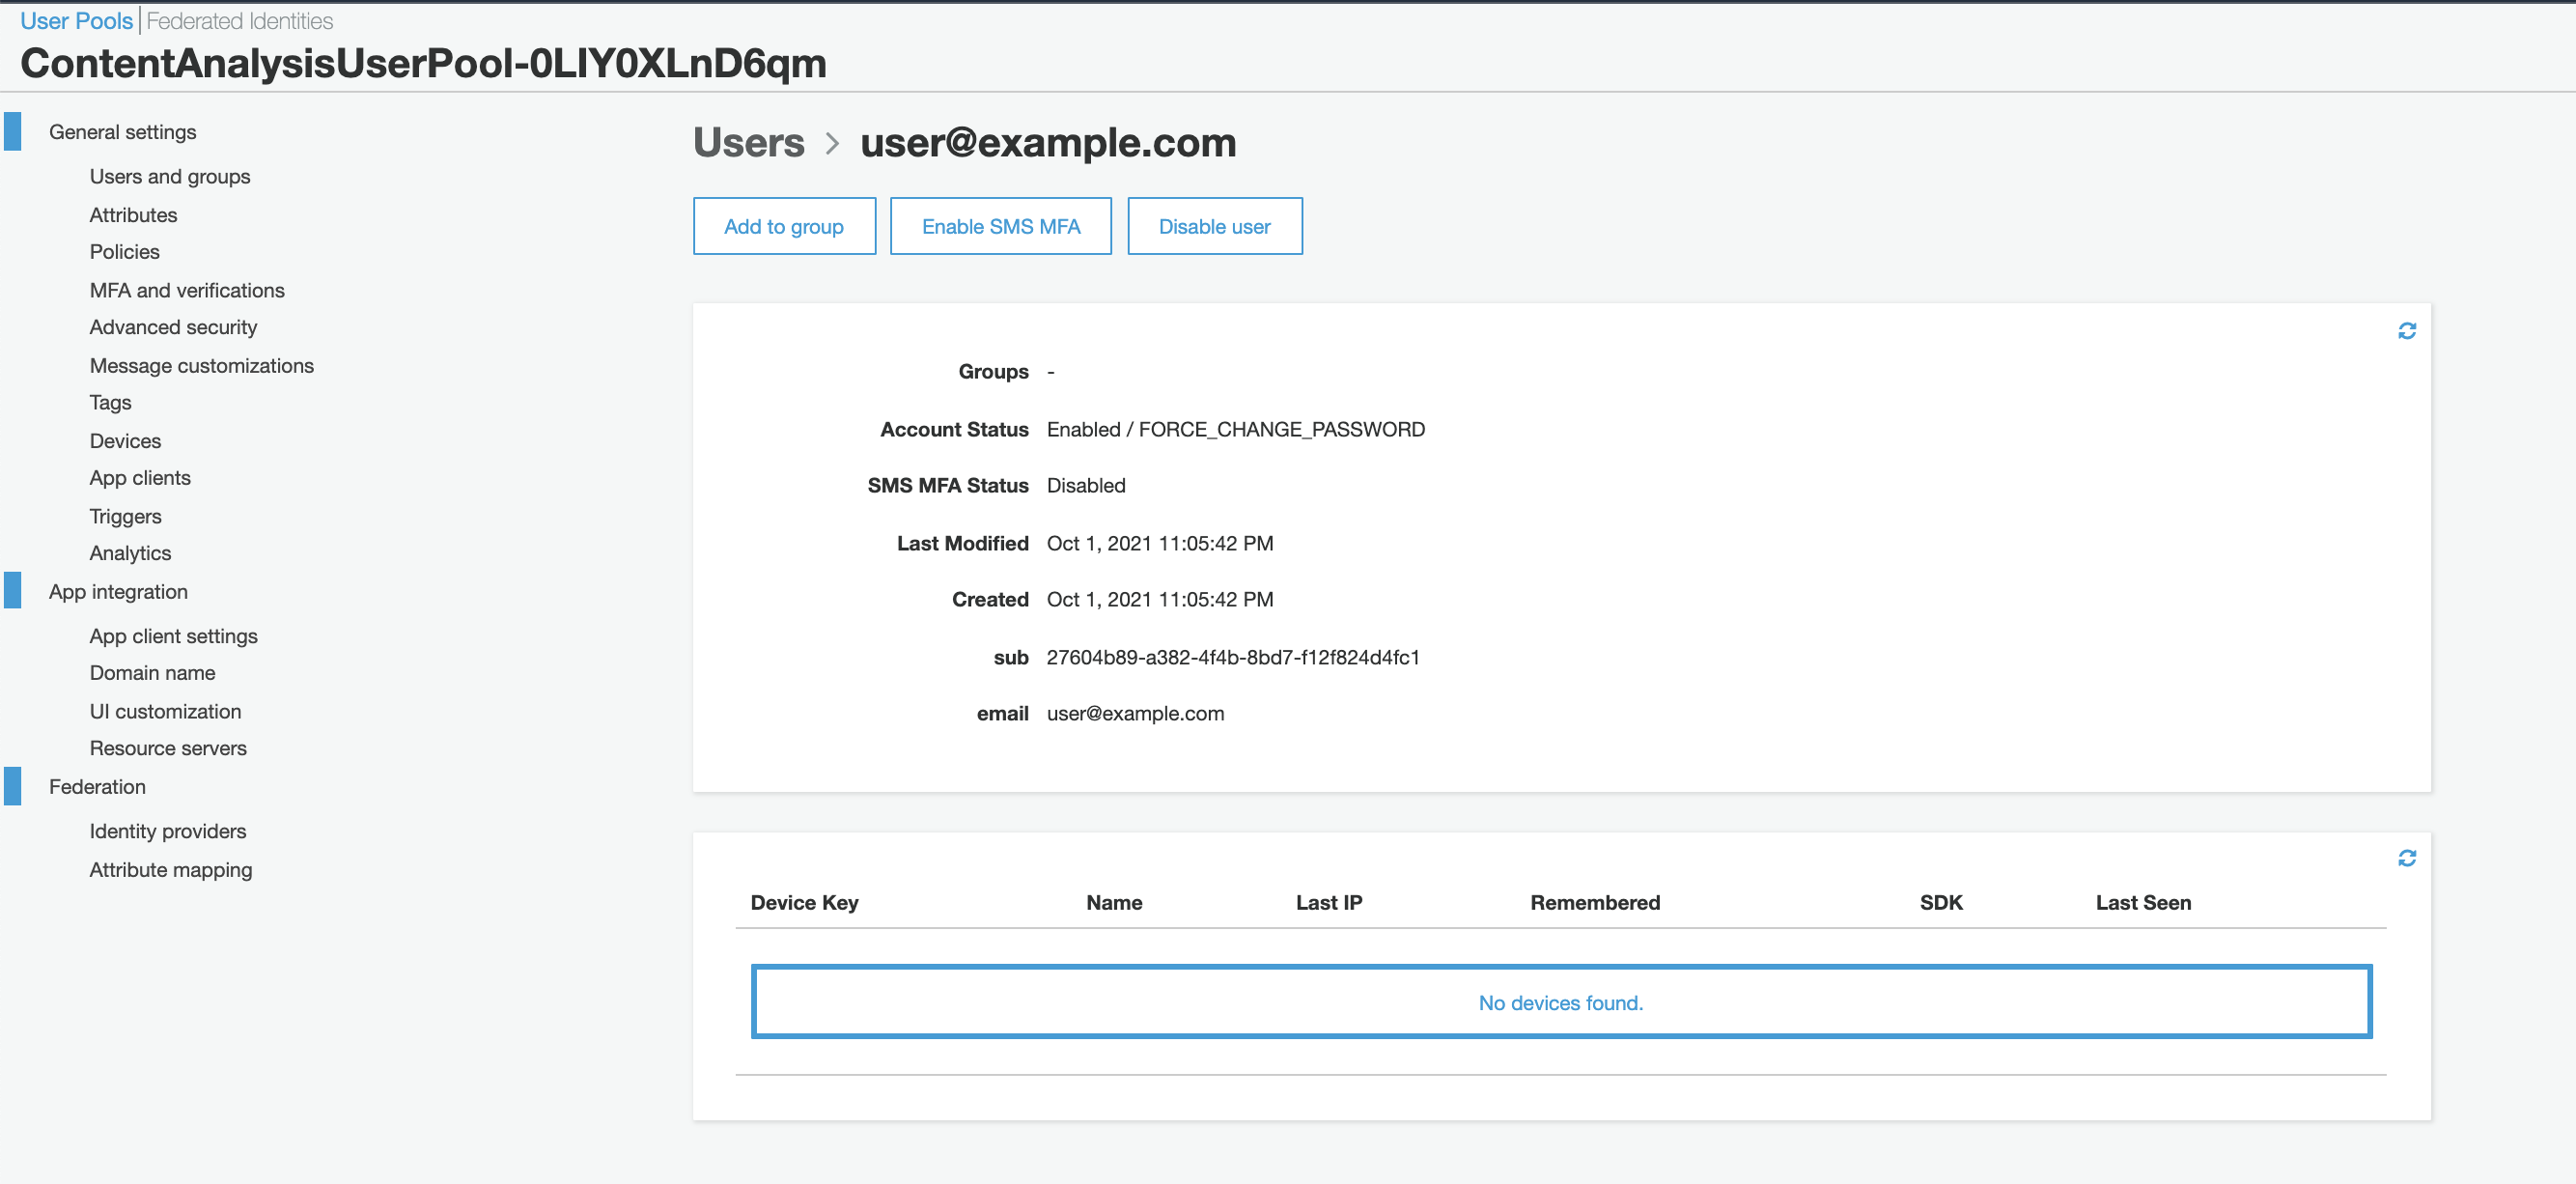 User Pools | Federated Identities
ContentAnalysisUserPool-0LIY0XLnD6qm
General settings
Users and groups
Attributes
Policies
MFA and verifications
Advanced security
Message customizations
Tags
Devices
App clients
Triggers
Analytics
App integration
App client settings
Domain name
UI customization
Resource servers
Federation
Identity providers
Attribute mapping
Users > user@example.com
Add to group Enable SMS MFA Disable user
Groups -
Account Status Enabled / FORCE_CHANGE_PASSWORD
SMS MFA Status Disabled
Last Modified Oct 1, 2021 11:05:42 PM
Created Oct 1, 2021 11:05:42 PM
sub 27604b89-a382-4f4b-8bd7-f12f824d4fc1
email user@example.com
Device Key Name Last IP Remembered SDK Last Seen
No devices found.